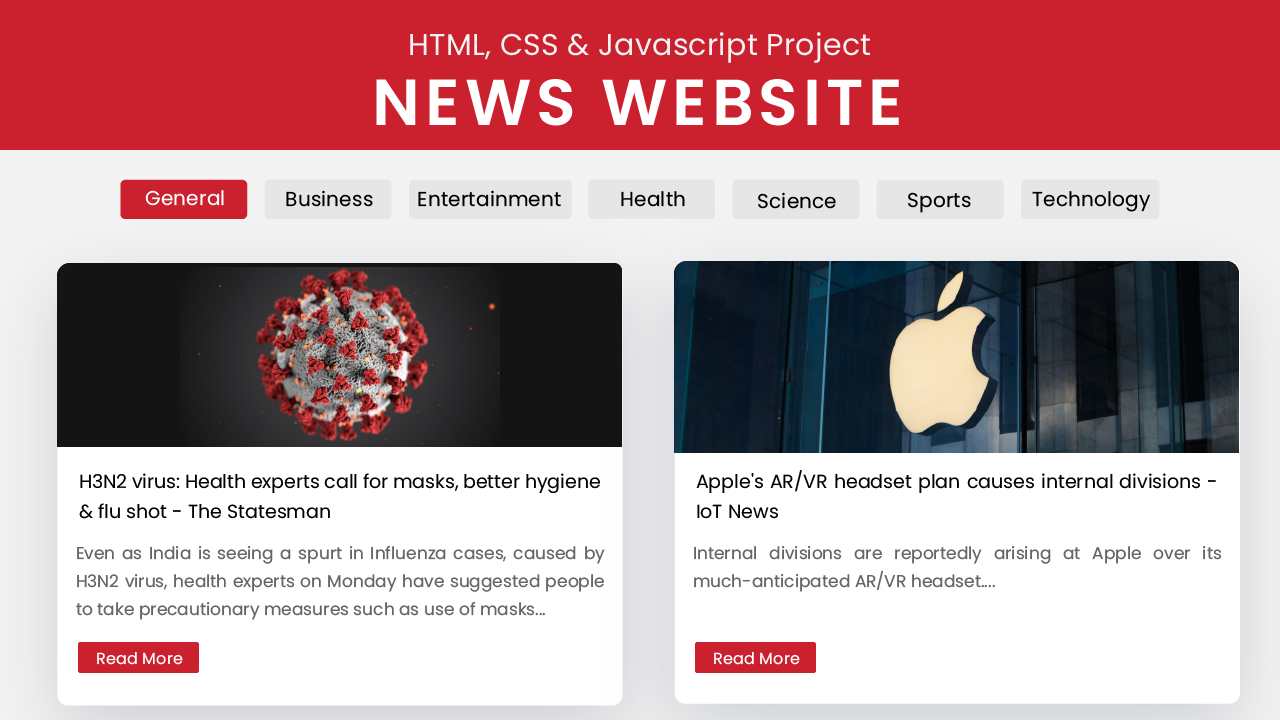 HTML, CSS & Javascript Project
NEWS WEBSITE
General
Business
Entertainment
Health
Science
Sports
Technology
H3N2 virus: Health experts call for masks, better hygiene
& flu shot - The Statesman
Even as India is seeing a spurt in Influenza cases, caused by
H3N2 virus, health experts on Monday have suggested people
to take precautionary measures such as use of masks...
Read More
Apple's AR/VR headset plan causes internal divisions -
IoT News
Internal divisions are reportedly arising at Apple over its
much-anticipated AR/VR headset....
Read More